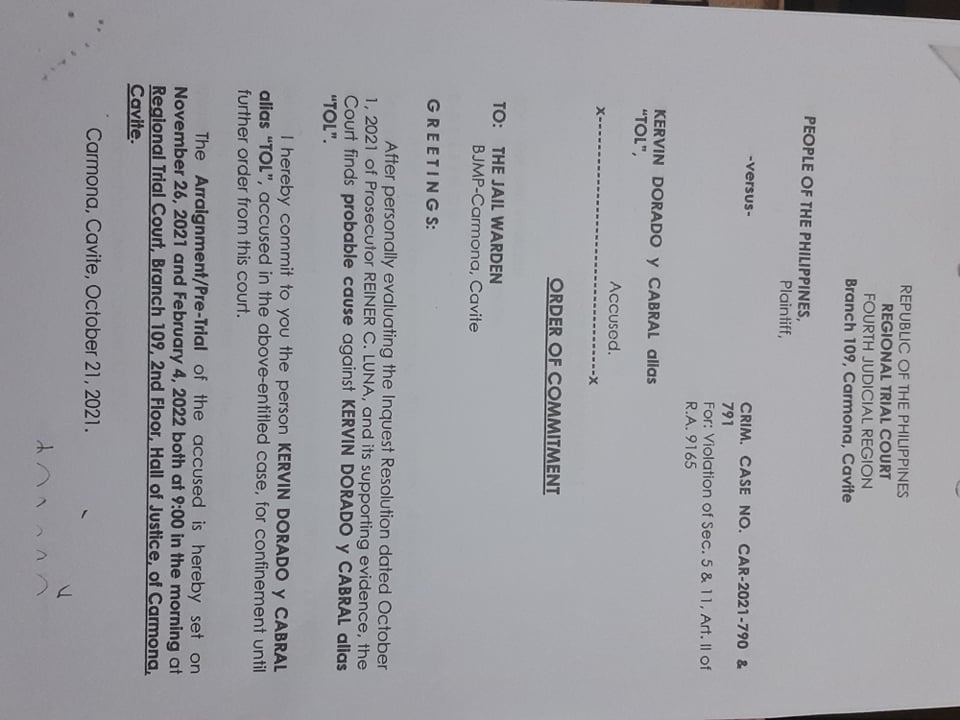 REPUBLIC OF THE PHILIPPINES
REGIONAL TRIAL COURT
FOURTH JUDICIAL REGION
Branch 109, Carmona, Cavite
PEOPLE OF THE PHILIPPINES,
Plaintiff,
-versus-
CRIM. CASE NO. CAR-2021-790 &
791
For: Violation of Sec. 5 & 11, Art. II of
R.A. 9165
KERVIN DORADO y CABRAL alias
"TOL",
Accused.
x-----------------------------------x
ORDER OF COMMITMENT
TO: THE JAIL WARDEN
BJMP-Carmona, Cavite
G R E E T I N G S:
After personally evaluating the Inquest Resolution dated October
1, 2021 of Prosecutor REINER C. LUNA, and its supporting evidence, the
Court finds probable cause against KERVIN DORADO y CABRAL alias
"TOL".
I hereby commit to you the person KERVIN DORADO y CABRAL
alias "TOL", accused in the above-entitled case, for confinement until
further order from this court.
The Arraignment/Pre-Trial of the accused is hereby set on
November 26, 2021 and February 4, 2022 both at 9:00 in the morning at
Regional Trial Court, Branch 109, 2nd Floor, Hall of Justice, of Carmona,
Cavite.
Carmona, Cavite, October 21, 2021.